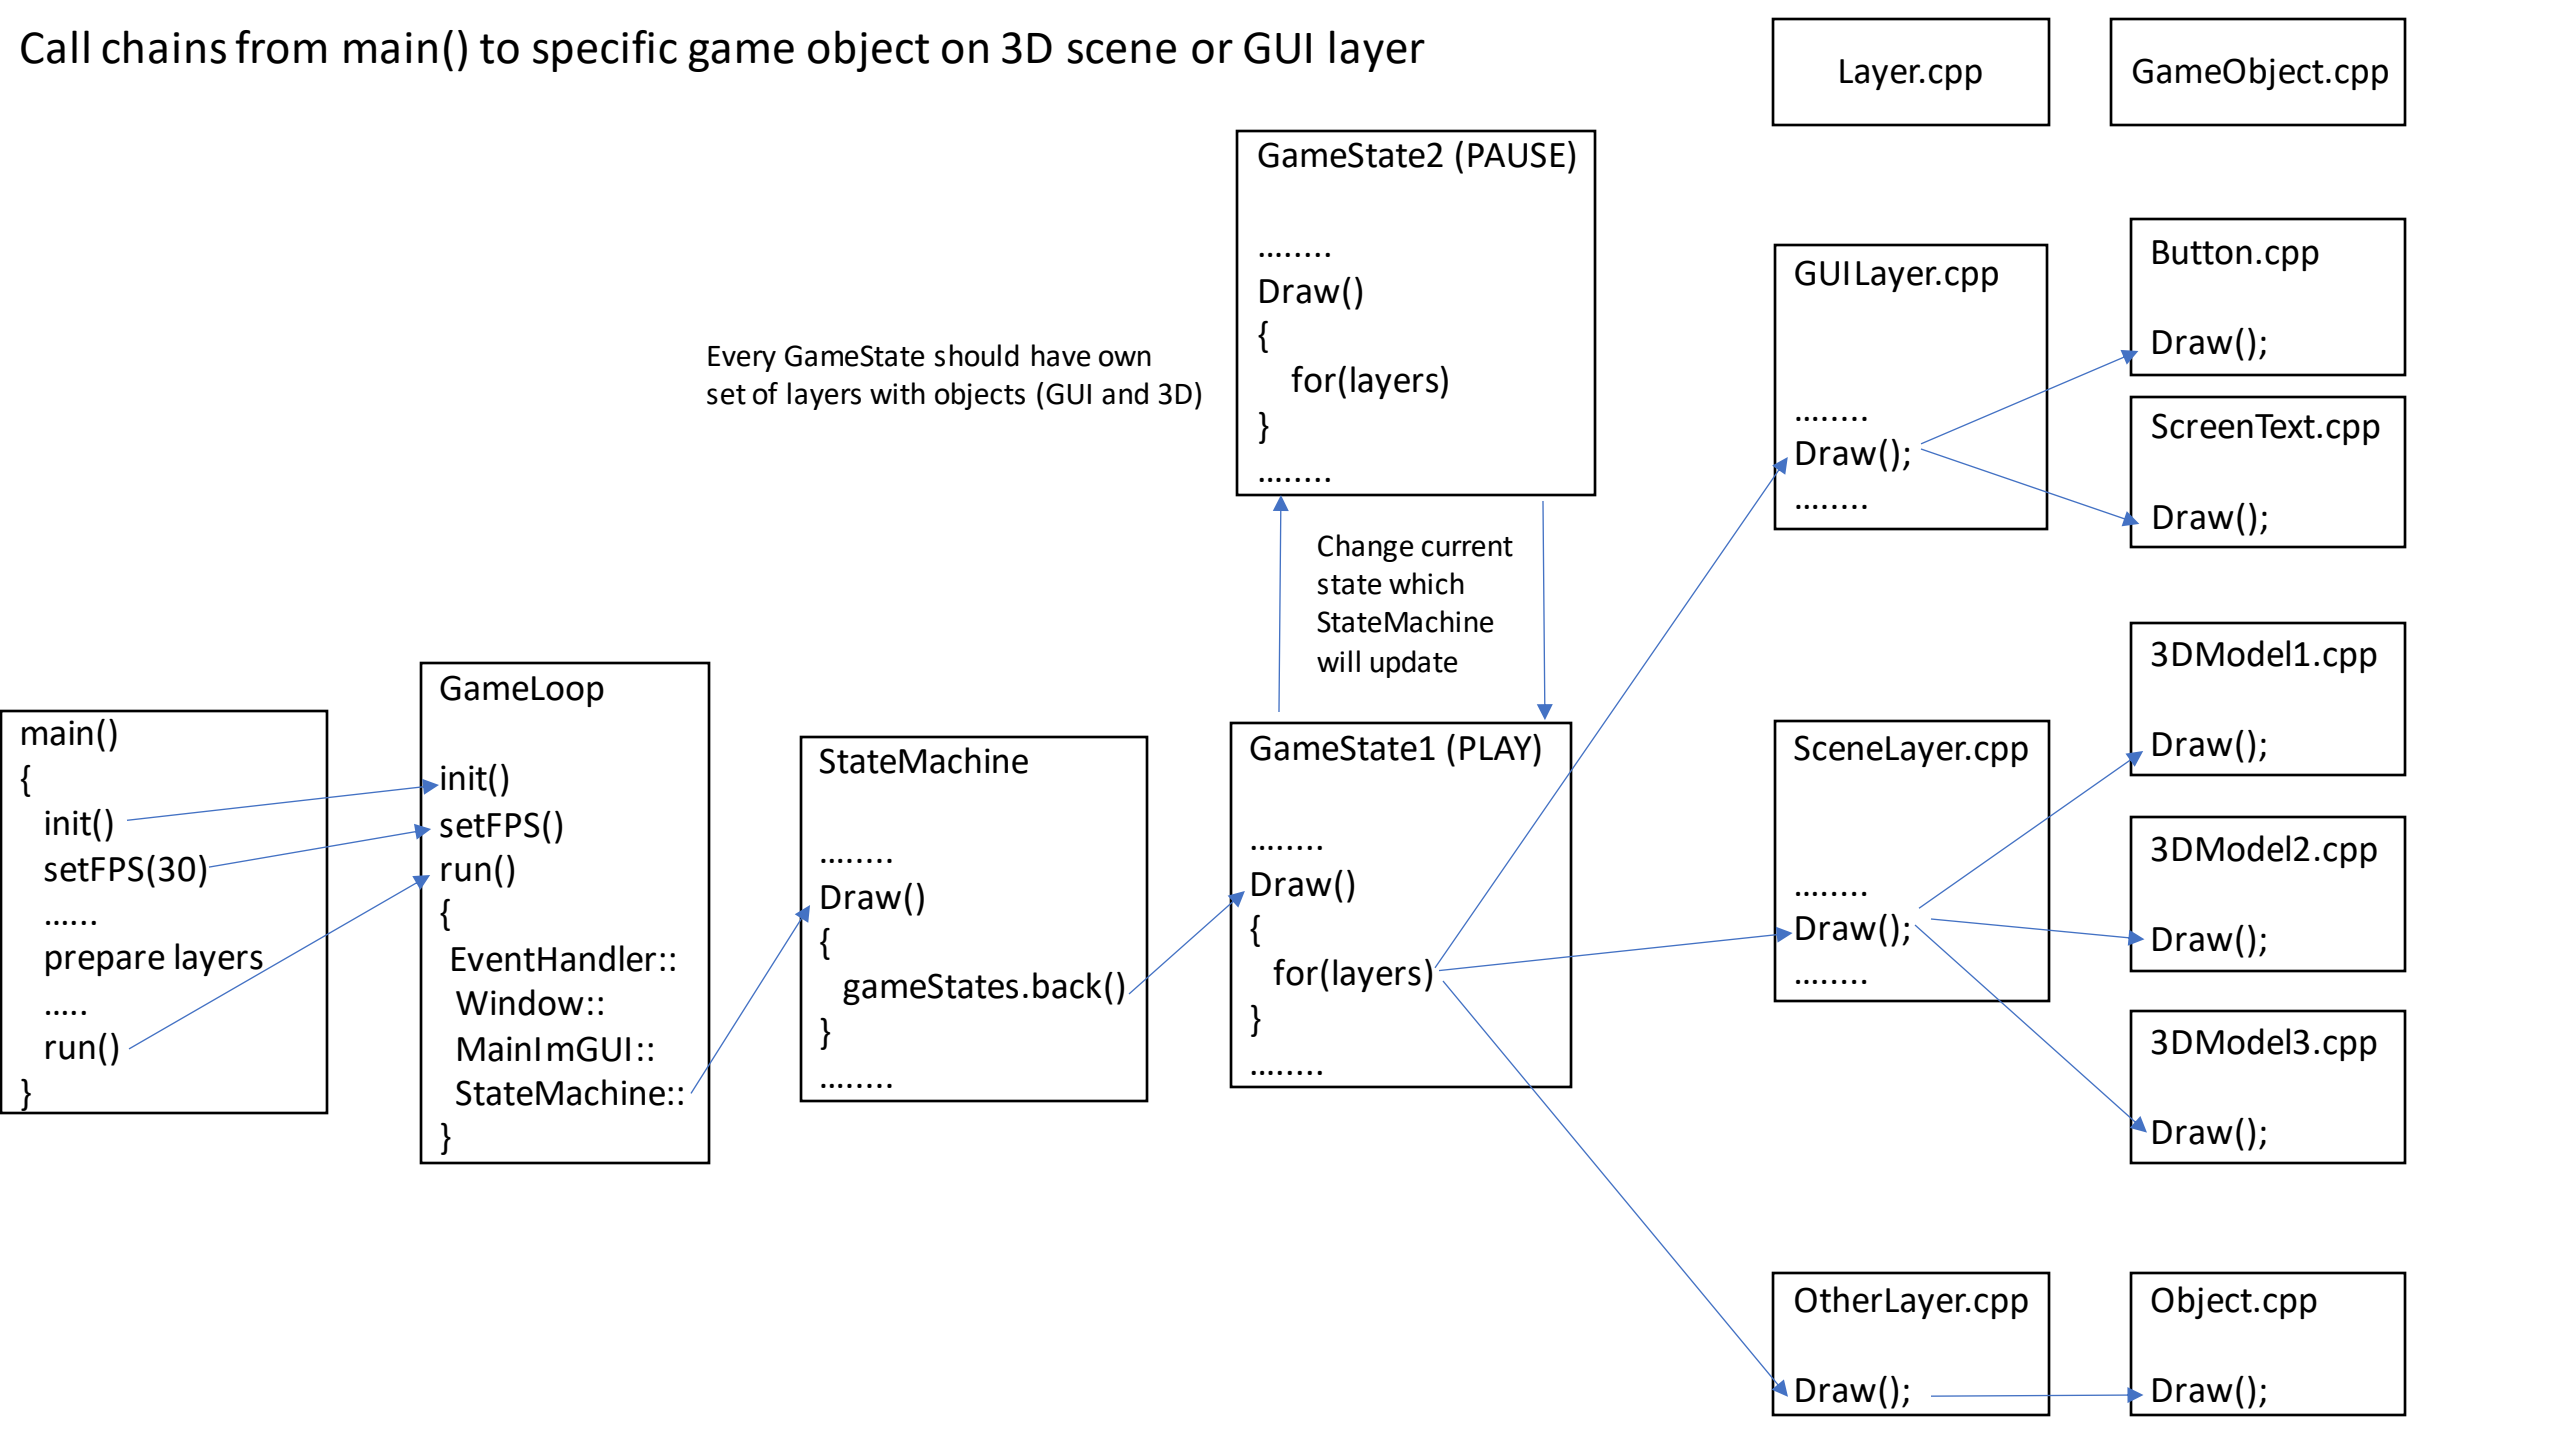 Call chains from main() to specific game object on 3D scene or GUI layer
Layer.cpp
GameObject.cpp
GameState2 (PAUSE)
.........
Draw()
{
for(layers)
}
.........
Every GameState should have own
set of layers with objects (GUI and 3D)
Change current
state which
StateMachine
will update
main()
{
init()
setFPS(30)
......
prepare layers
.....
run()
}
GameLoop
init()
setFPS()
run()
{
EventHandler::
Window::
MainImGUI::
StateMachine::
}
StateMachine
.........
Draw()
{
gameStates.back()
}
.........
GameState1 (PLAY)
.........
Draw()
{
for(layers)
}
.........
GUILayer.cpp
.........
Draw();
.........
Button.cpp
Draw();
ScreenText.cpp
Draw();
SceneLayer.cpp
.........
Draw();
.........
3DModel1.cpp
Draw();
3DModel2.cpp
Draw();
3DModel3.cpp
Draw();
OtherLayer.cpp
Draw();
Object.cpp
Draw();